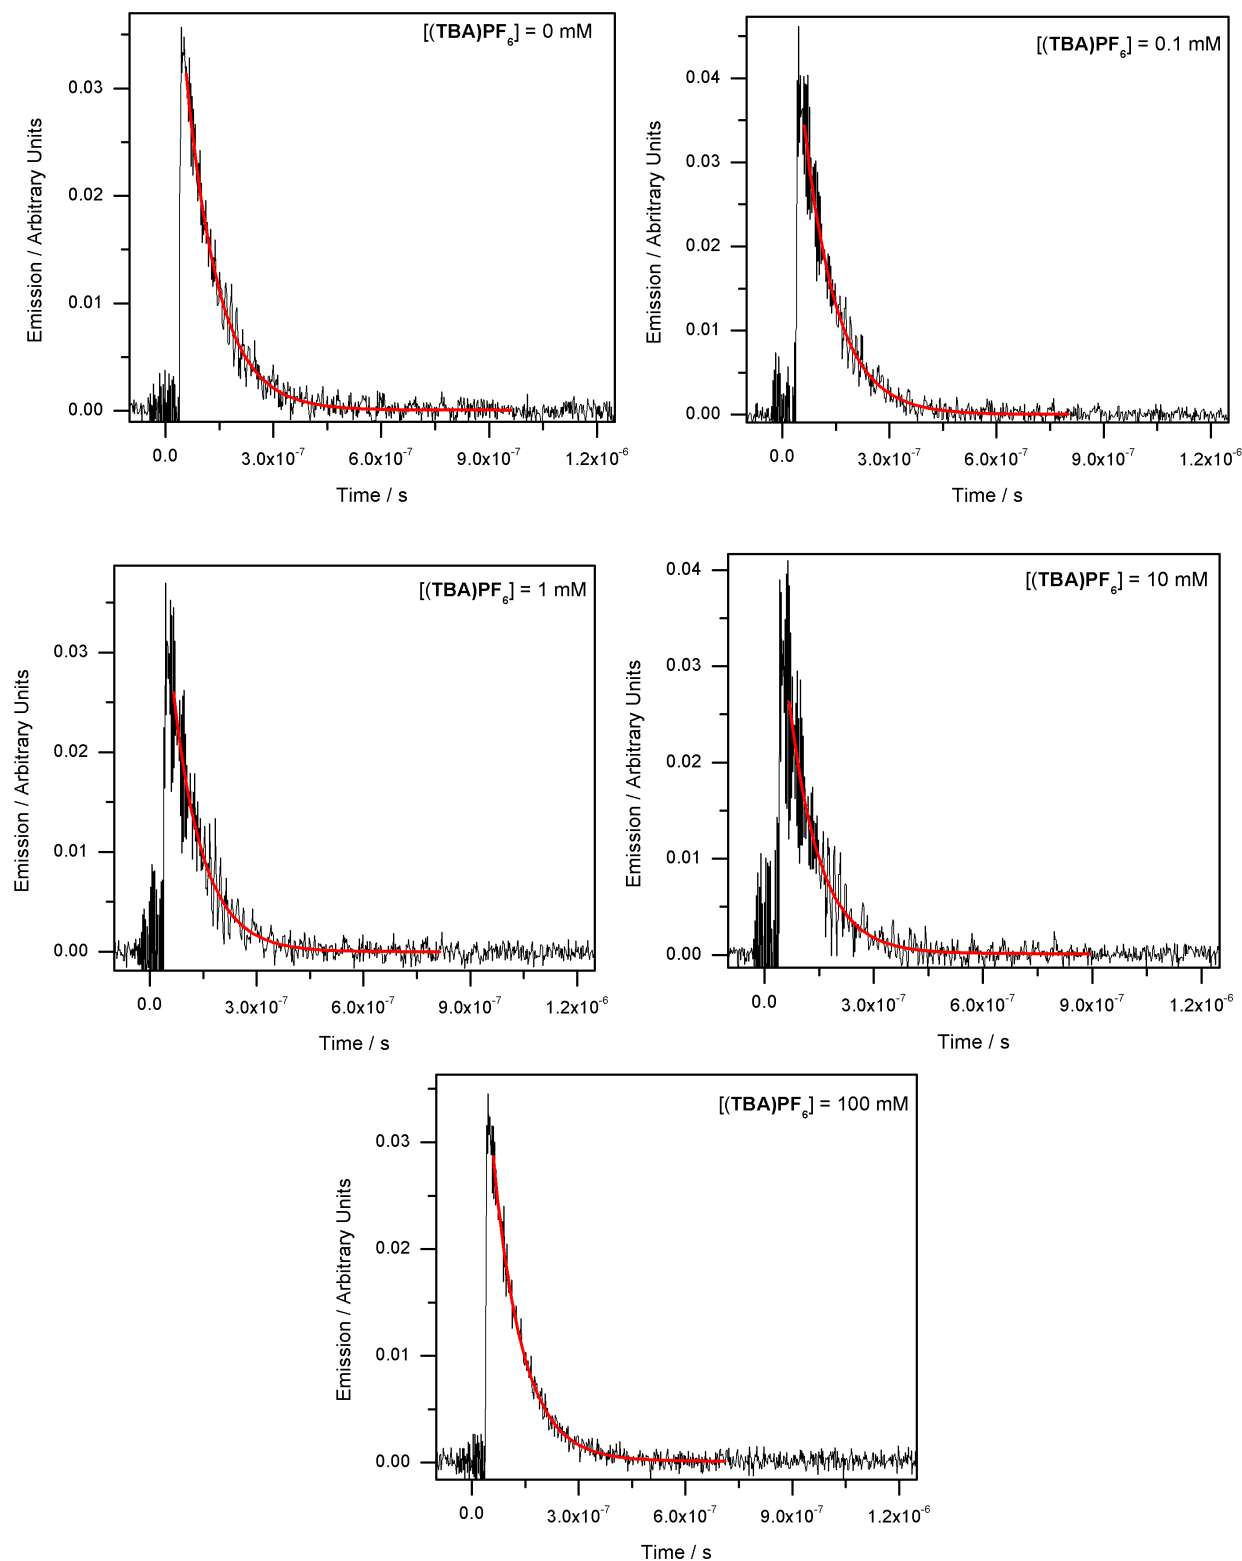 [(TBA)PF6] = 0 mM
Emission / Arbitrary Units
0.03
0.02
0.01
0.00
0.0 3.0x10-7 6.0x10-7 9.0x10-7 1.2x10-6
Time / s
[(TBA)PF6] = 0.1 mM
Emission / Abritrary Units
0.04
0.03
0.02
0.01
0.00
0.0 3.0x10-7 6.0x10-7 9.0x10-7 1.2x10-6
Time / s
[(TBA)PF6] = 1 mM
Emission / Arbitrary Units
0.03
0.02
0.01
0.00
0.0 3.0x10-7 6.0x10-7 9.0x10-7 1.2x10-6
Time / s
[(TBA)PF6] = 10 mM
Emission / Arbitrary Units
0.04
0.03
0.02
0.01
0.00
0.0 3.0x10-7 6.0x10-7 9.0x10-7 1.2x10-6
Time / s
[(TBA)PF6] = 100 mM
Emission / Arbitrary Units
0.03
0.02
0.01
0.00
0.0 3.0x10-7 6.0x10-7 9.0x10-7 1.2x10-6
Time / s